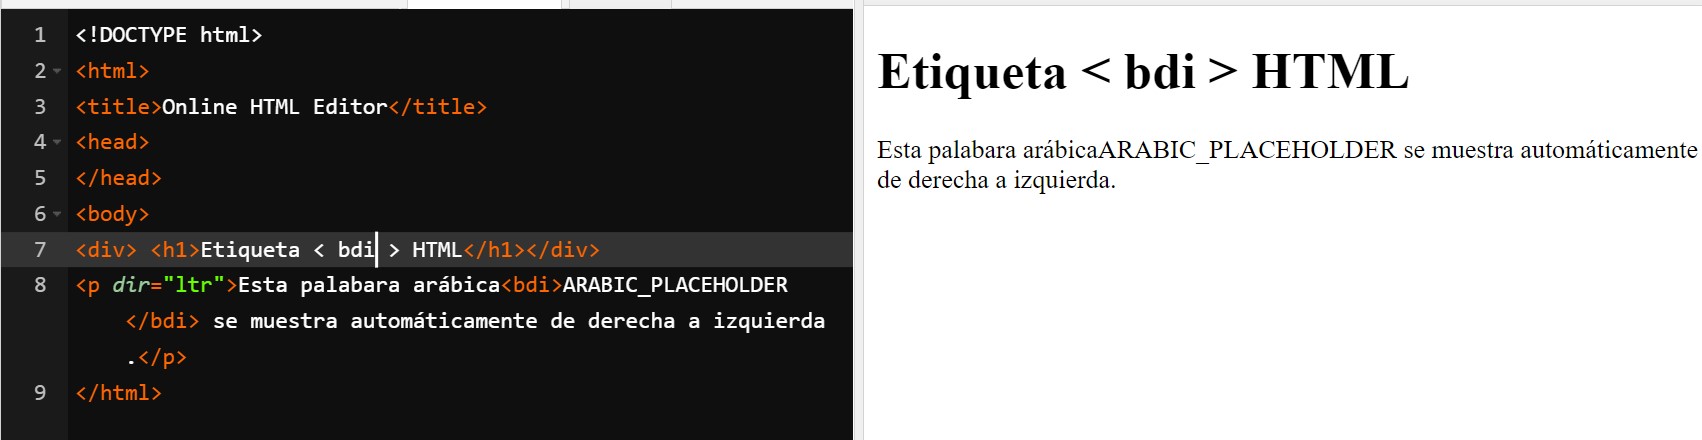 1 <!DOCTYPE html>
2 <html>
3 <title>Online HTML Editor</title>
4 <head>
5 </head>
6 <body>
7 <div> <h1>Etiqueta < bdi > HTML</h1></div>
8 <p dir="ltr">Esta palabara arábica<bdi>ARABIC_PLACEHOLDER
</bdi> se muestra automáticamente de derecha a izquierda
.</p>
9 </html>
Etiqueta < bdi > HTML
Esta palabara arábicaARABIC_PLACEHOLDER se muestra automáticamente
de derecha a izquierda.